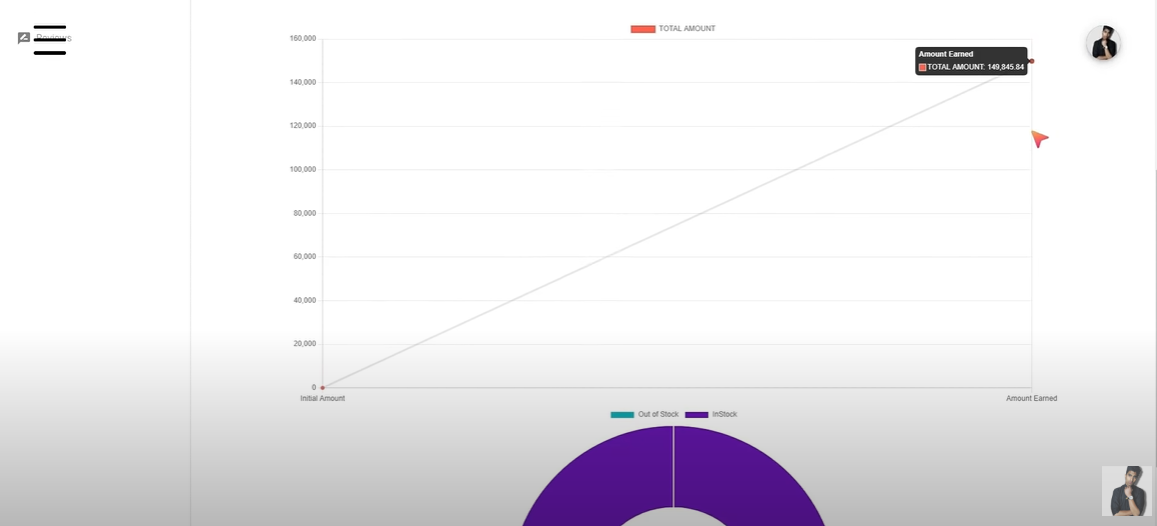 Reviews
TOTAL AMOUNT
160,000
140,000
120,000
100,000
80,000
60,000
40,000
20,000
0
Amount Earned
TOTAL AMOUNT: 149,845.84
Initial Amount
Amount Earned
Out of Stock
InStock